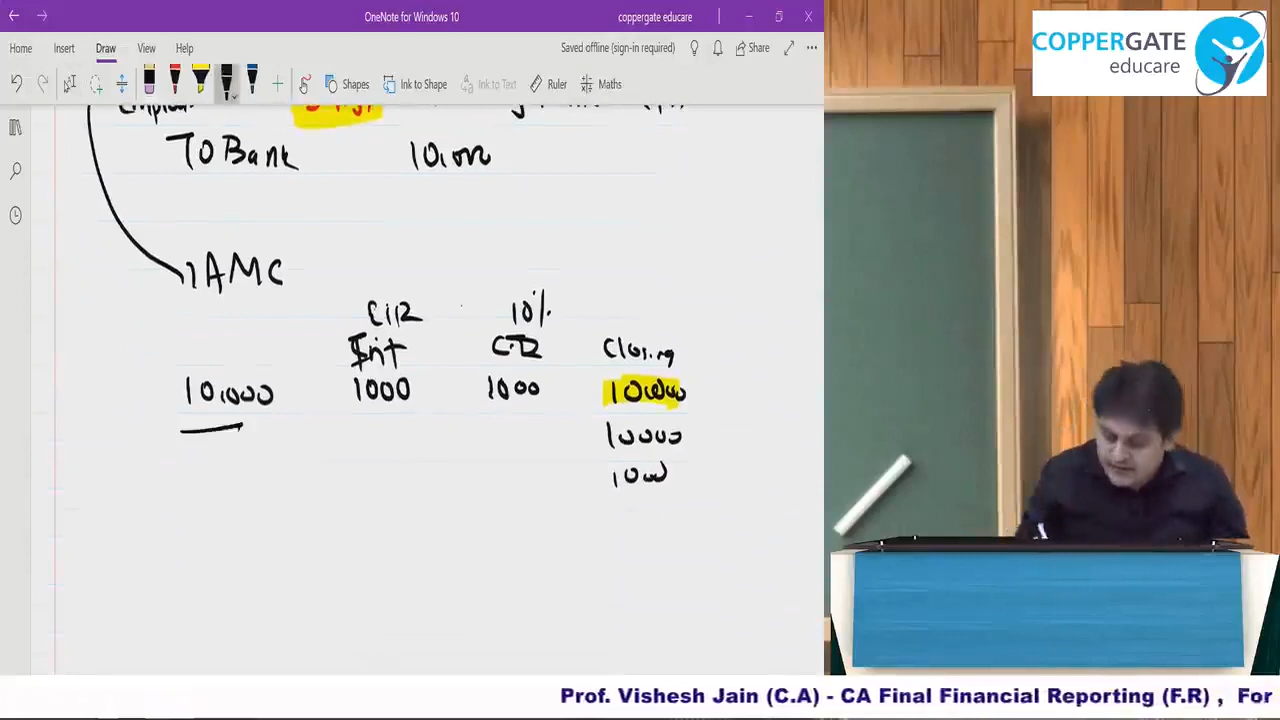 OneNote for Windows 10
coppergate educare
Home Insert Draw View Help
Saved offline (sign-in required)
Share
Shapes
Ink to Shape
Ink to Text
Ruler
Maths
COPPERGATE
educare
TO Bank 10,000
AMC
EIR 10%
Int CIR Closing
10,000 1000 1000 10000
10000
1000
Prof. Vishesh Jain (C.A) - CA Final Financial Reporting (F.R) , For